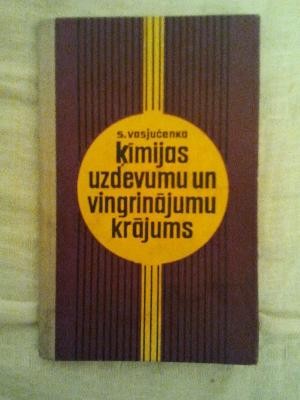 s. vasjučenka
ķīmijas
uzdevumu un
vingrinājumu
krājums